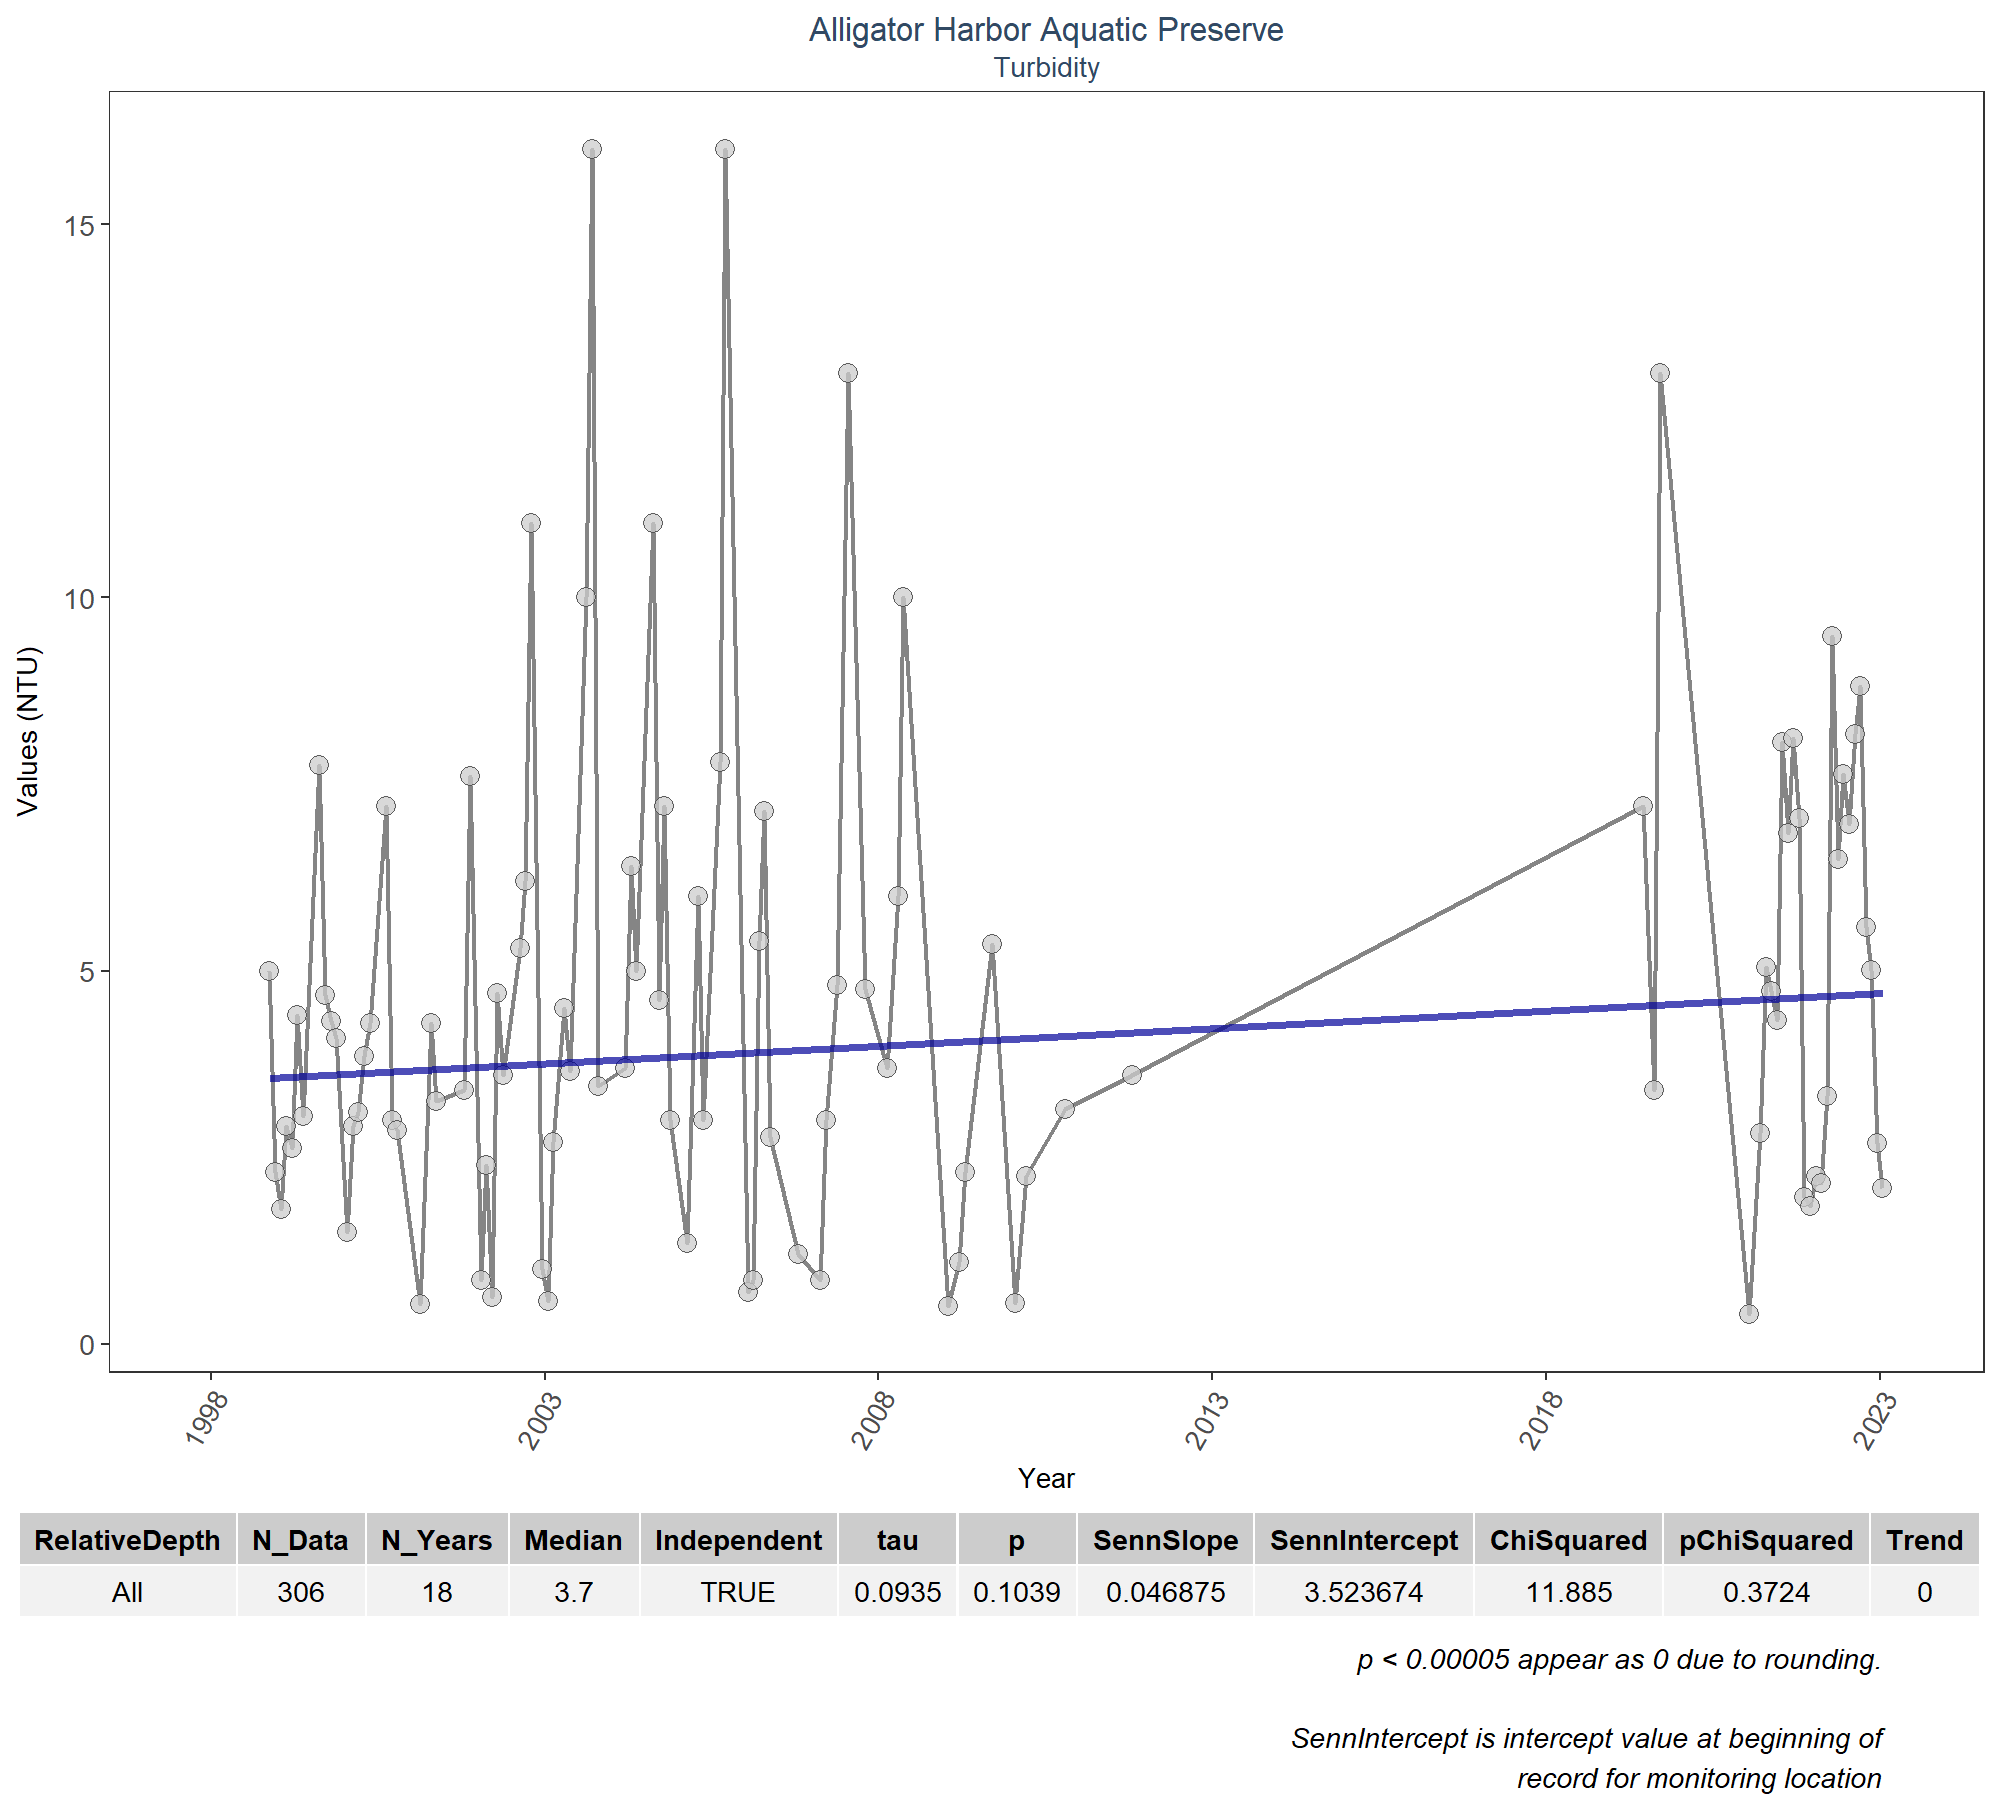 Alligator Harbor Aquatic Preserve
Turbidity
Values (NTU)
15
10
5
0
1998
2003
2008
2013
2018
2023
Year
RelativeDepth N_Data N_Years Median Independent tau p SennSlope SennIntercept ChiSquared pChiSquared Trend
All 306 18 3.7 TRUE 0.0935 0.1039 0.046875 3.523674 11.885 0.3724 0
p < 0.00005 appear as 0 due to rounding.
SennIntercept is intercept value at beginning of
record for monitoring location